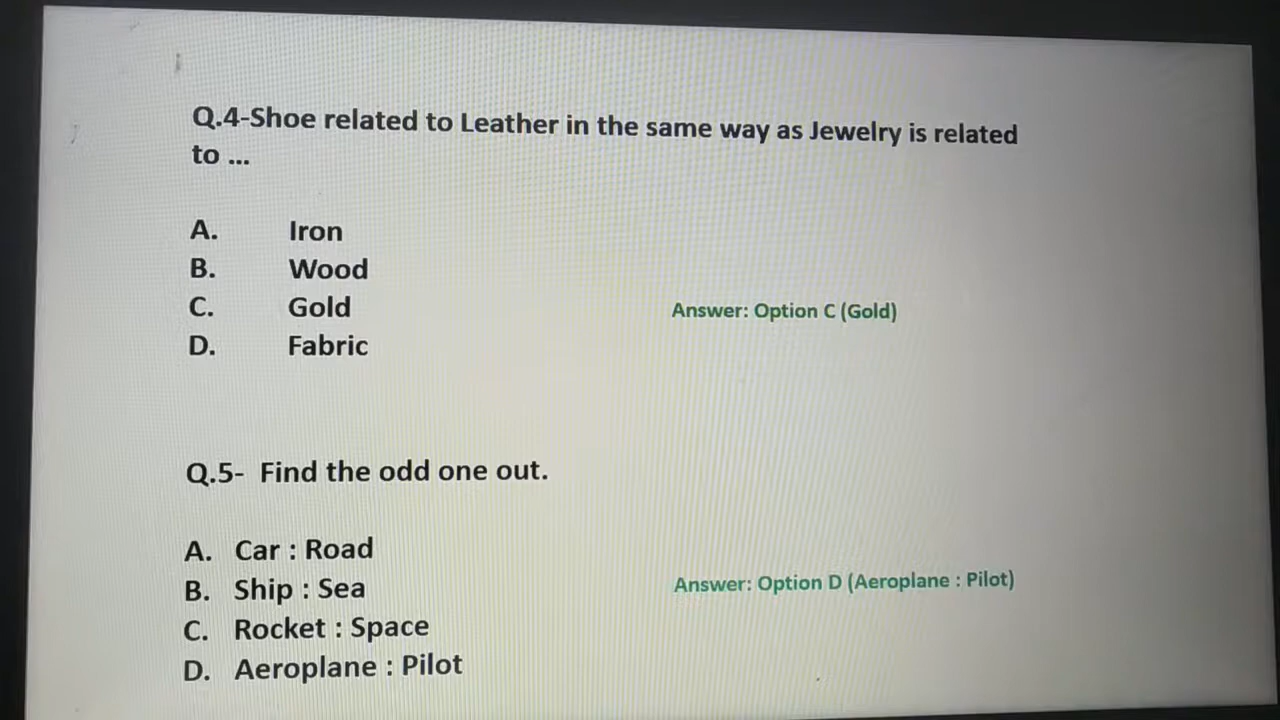 Q.4-Shoe related to Leather in the same way as Jewelry is related
to ...
A. Iron
B. Wood
C. Gold
Answer: Option C (Gold)
D. Fabric
Q.5- Find the odd one out.
A. Car : Road
B. Ship : Sea
Answer: Option D (Aeroplane : Pilot)
C. Rocket : Space
D. Aeroplane : Pilot